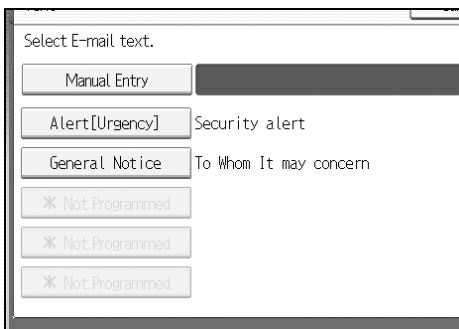 Select E-mail text.
Manual Entry
Alert[Urgency] Security alert
General Notice To Whom It may concern
* Not Programmed
* Not Programmed
* Not Programmed